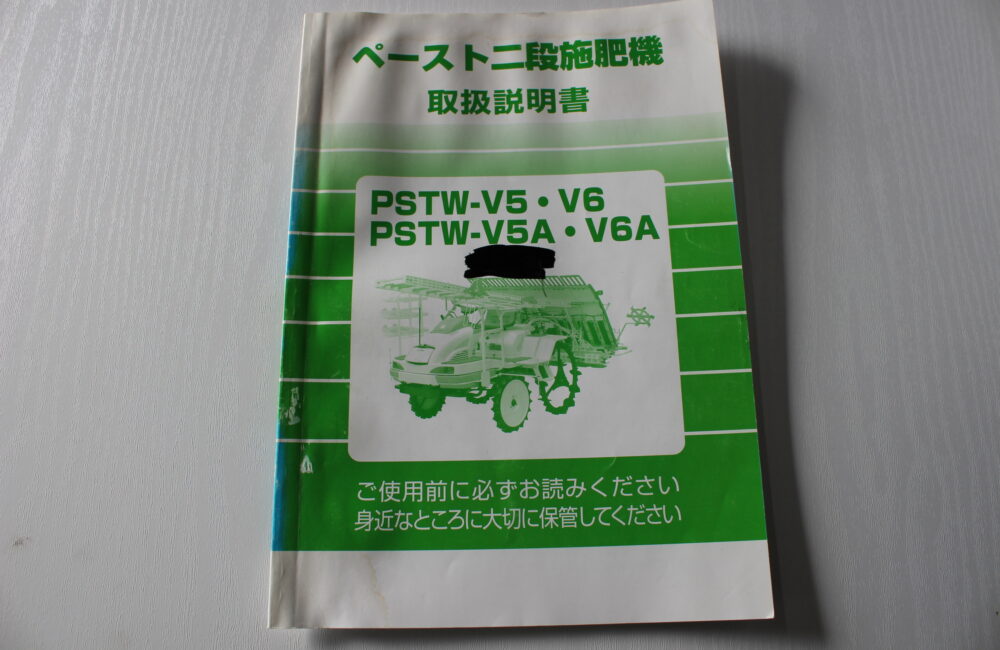 ペースト二段施肥機
取扱説明書
PSTW-V5・V6
PSTW-V5A・V6A
ご使用前に必ずお読みください
身近なところに大切に保管してください